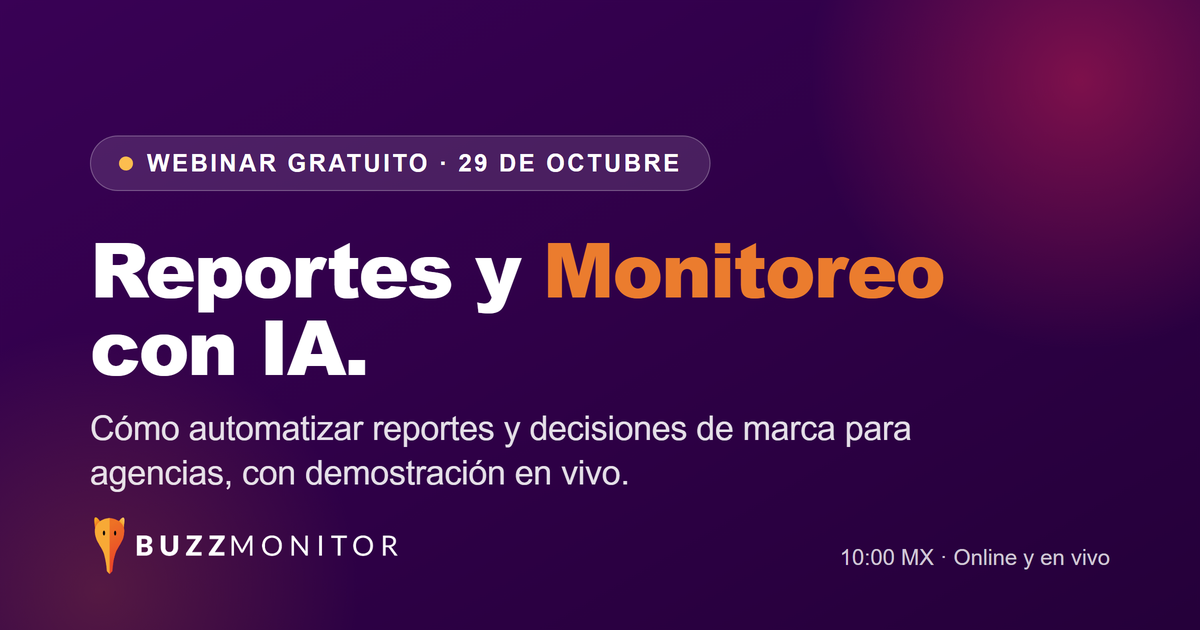 WEBINAR GRATUITO · 29 DE OCTUBRE
Reportes y Monitoreo
con IA.
Cómo automatizar reportes y decisiones de marca para
agencias, con demostración en vivo.
BUZZMONITOR
10:00 MX · Online y en vivo